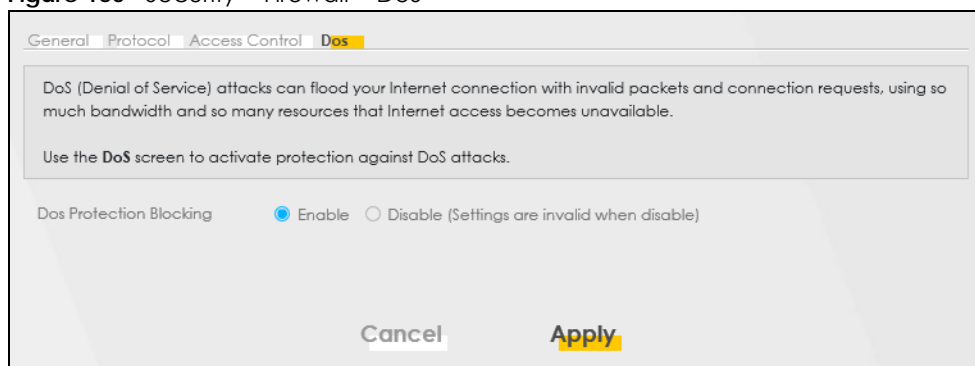 General Protocol Access Control Dos
DoS (Denial of Service) attacks can flood your Internet connection with invalid packets and connection requests, using so
much bandwidth and so many resources that Internet access becomes unavailable.
Use the DoS screen to activate protection against DoS attacks.
Dos Protection Blocking Enable Disable (Settings are invalid when disable)
Cancel Apply